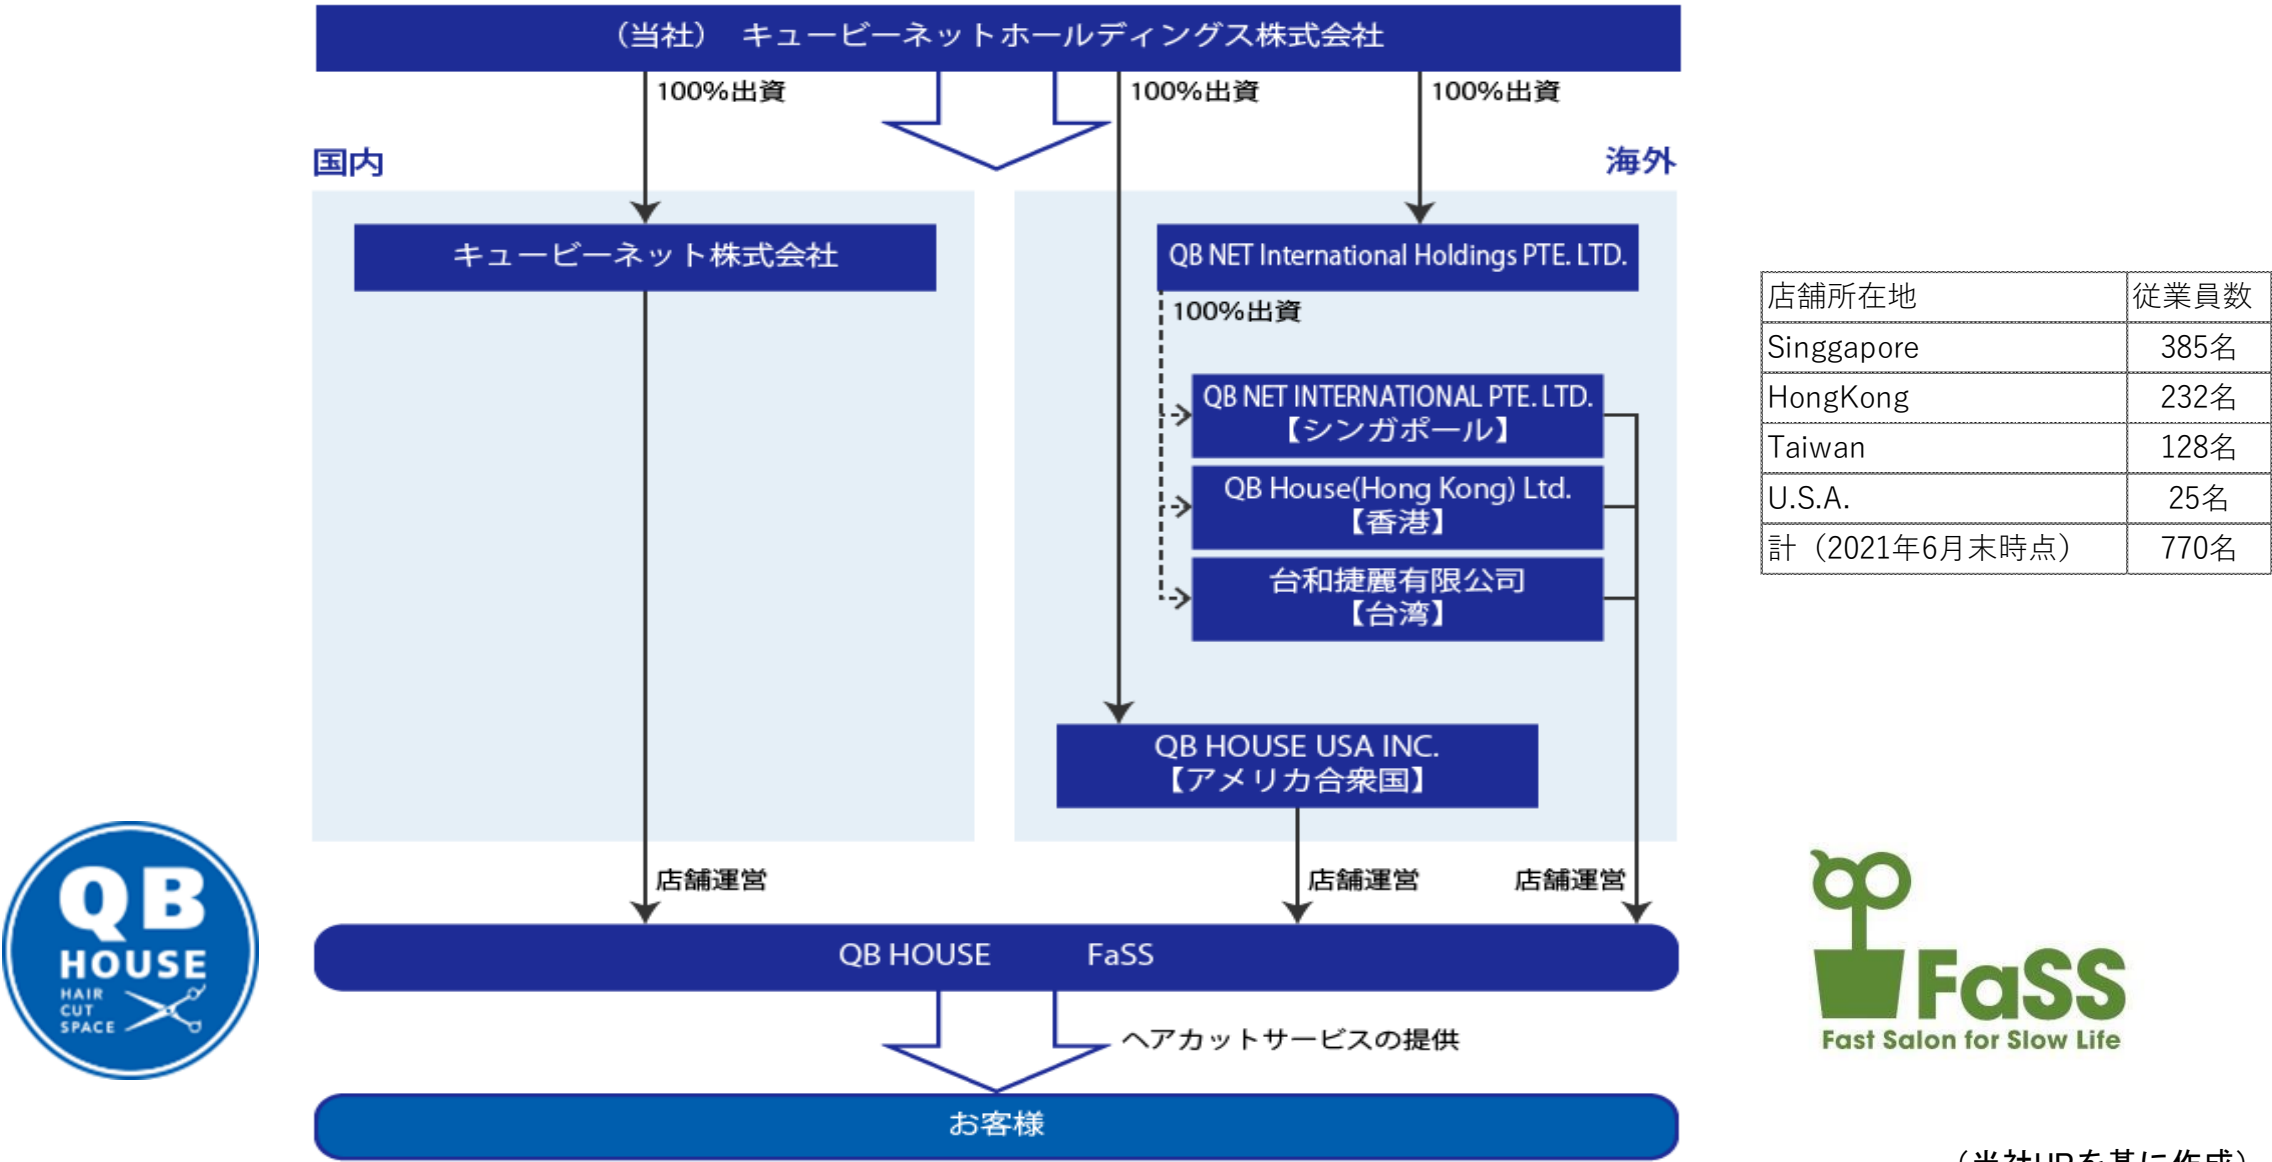 （当社） キュービーネットホールディングス株式会社
100%出資
100%出資
100%出資
国内
海外
キュービーネット株式会社
QB NET International Holdings PTE. LTD.
100%出資
QB NET INTERNATIONAL PTE. LTD.
【シンガポール】
QB House(Hong Kong) Ltd.
【香港】
台和捷麗有限公司
【台湾】
QB HOUSE USA INC.
【アメリカ合衆国】
店舗運営
店舗運営
店舗運営
QB HOUSE FaSS
ヘアカットサービスの提供
お客様
店舗所在地 従業員数
Singgapore 385名
HongKong 232名
Taiwan 128名
U.S.A. 25名
計（2021年6月末時点） 770名
QB
HOUSE
HAIR
CUT
SPACE
FaSS
Fast Salon for Slow Life
（当社HPを基に作成）